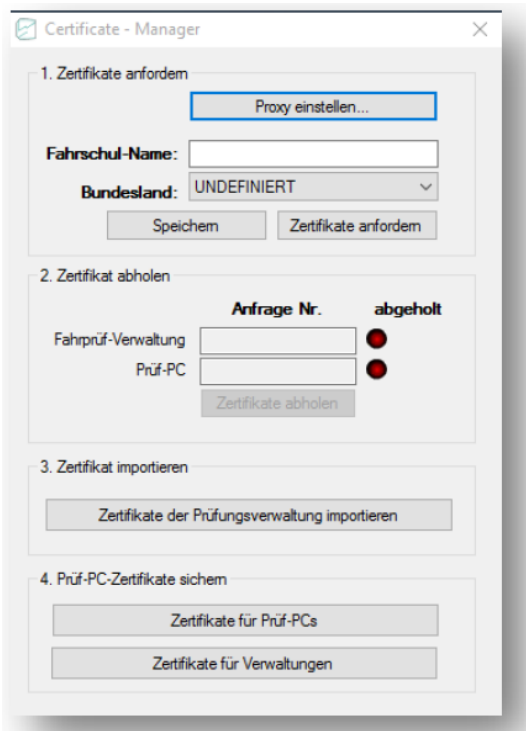 Certificate - Manager
1. Zertifikate anfordern
Proxy einstellen...
Fahrschul-Name:
Bundesland: UNDEFINIERT
Speichern Zertifikate anfordern
2. Zertifikat abholen
Anfrage Nr. abgeholt
Fahrprüf-Verwaltung
Prüf-PC
Zertifikate abholen
3. Zertifikat importieren
Zertifikate der Prüfungsverwaltung importieren
4. Prüf-PC-Zertifikate sichern
Zertifikate für Prüf-PCs
Zertifikate für Verwaltungen